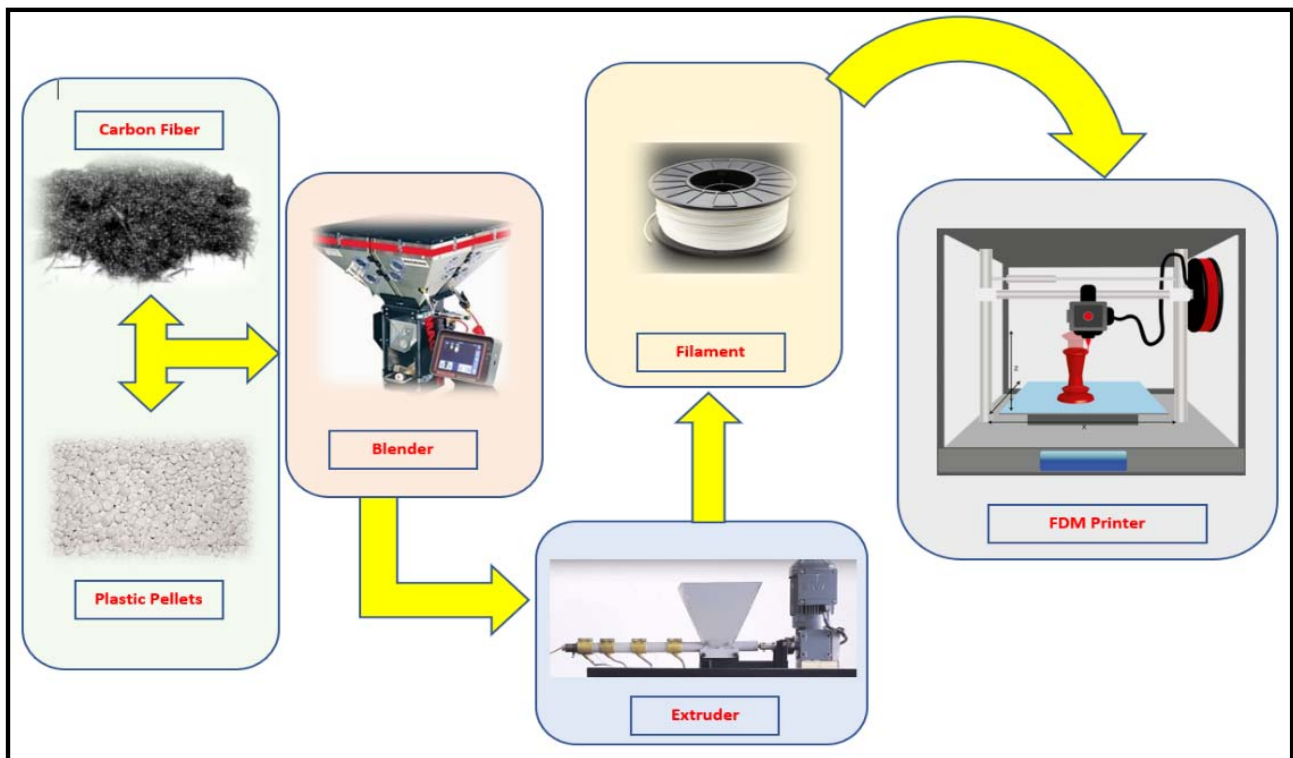 Carbon Fiber
Plastic Pellets
Blender
Extruder
Filament
FDM Printer
Z
X